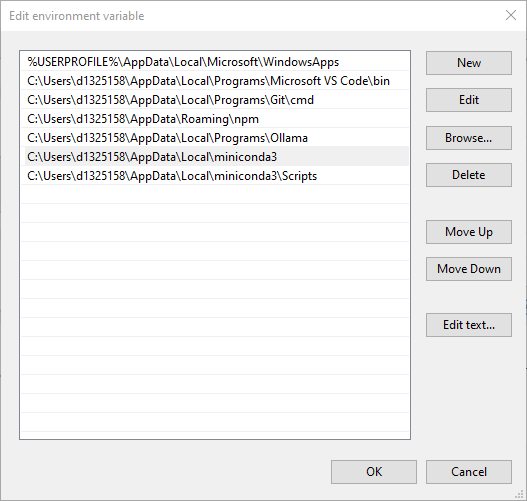 Edit environment variable
%USERPROFILE%\AppData\Local\Microsoft\WindowsApps
C:\Users\d1325158\AppData\Local\Programs\Microsoft VS Code\bin
C:\Users\d1325158\AppData\Local\Programs\Git\cmd
C:\Users\d1325158\AppData\Roaming\npm
C:\Users\d1325158\AppData\Local\Programs\Ollama
C:\Users\d1325158\AppData\Local\miniconda3
C:\Users\d1325158\AppData\Local\miniconda3\Scripts
New
Edit
Browse...
Delete
Move Up
Move Down
Edit text...
OK
Cancel